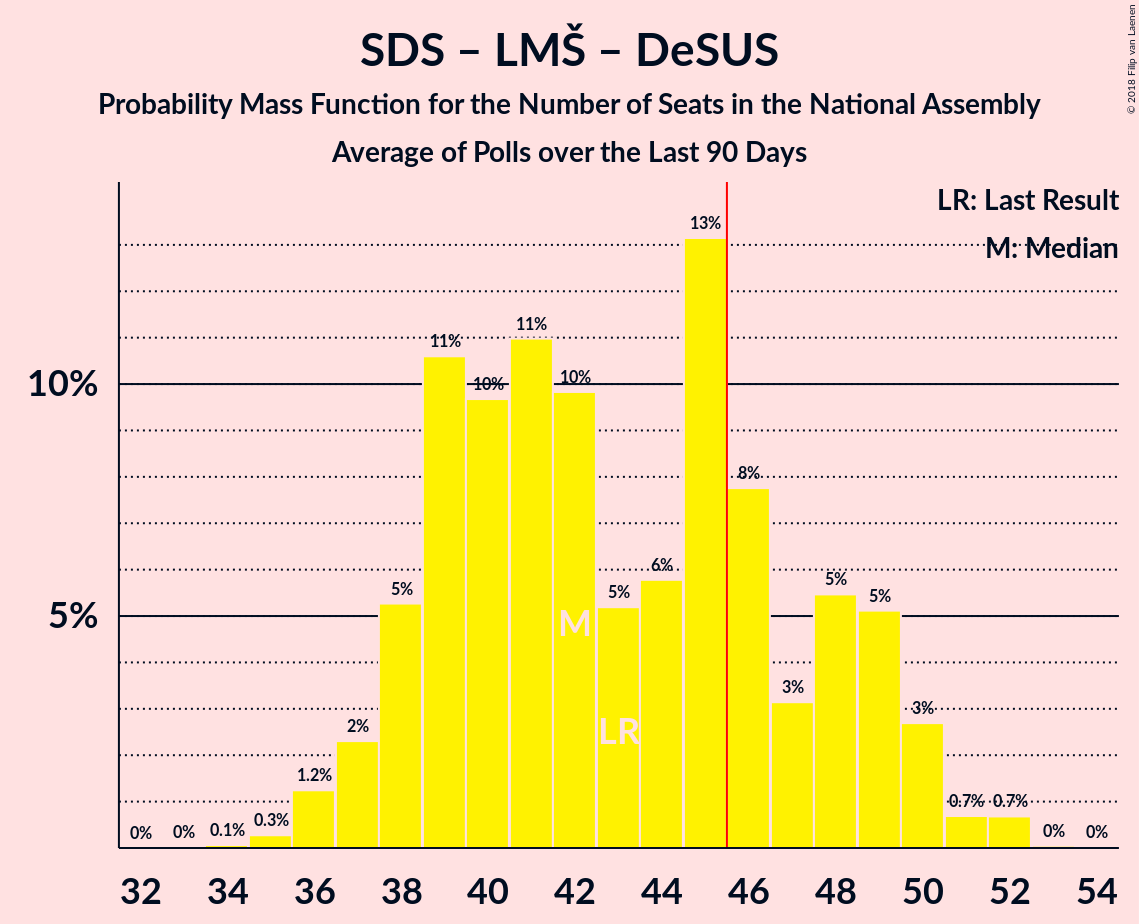 SDS – LMŠ – DeSUS
Probability Mass Function for the Number of Seats in the National Assembly
Average of Polls over the Last 90 Days
© 2018 Filip van Laenen
LR: Last Result
M: Median
10%
5%
0%
0%
0.1%
0.3%
1.2%
2%
5%
11%
10%
11%
10%
5%
6%
13%
8%
3%
5%
5%
3%
0.7%
0.7%
0%
0%
M
LR
32 34 36 38 40 42 44 46 48 50 52 54